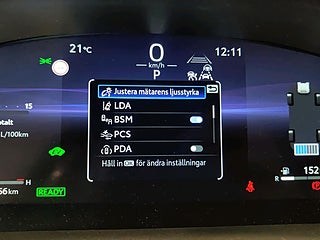 21°C
0
12:11
km/h
P
Justera mätarens ljusstyrka
LDA
BSM
PCS
PDA
Håll in OK för ändra inställningar
15
L/100km
READY
152